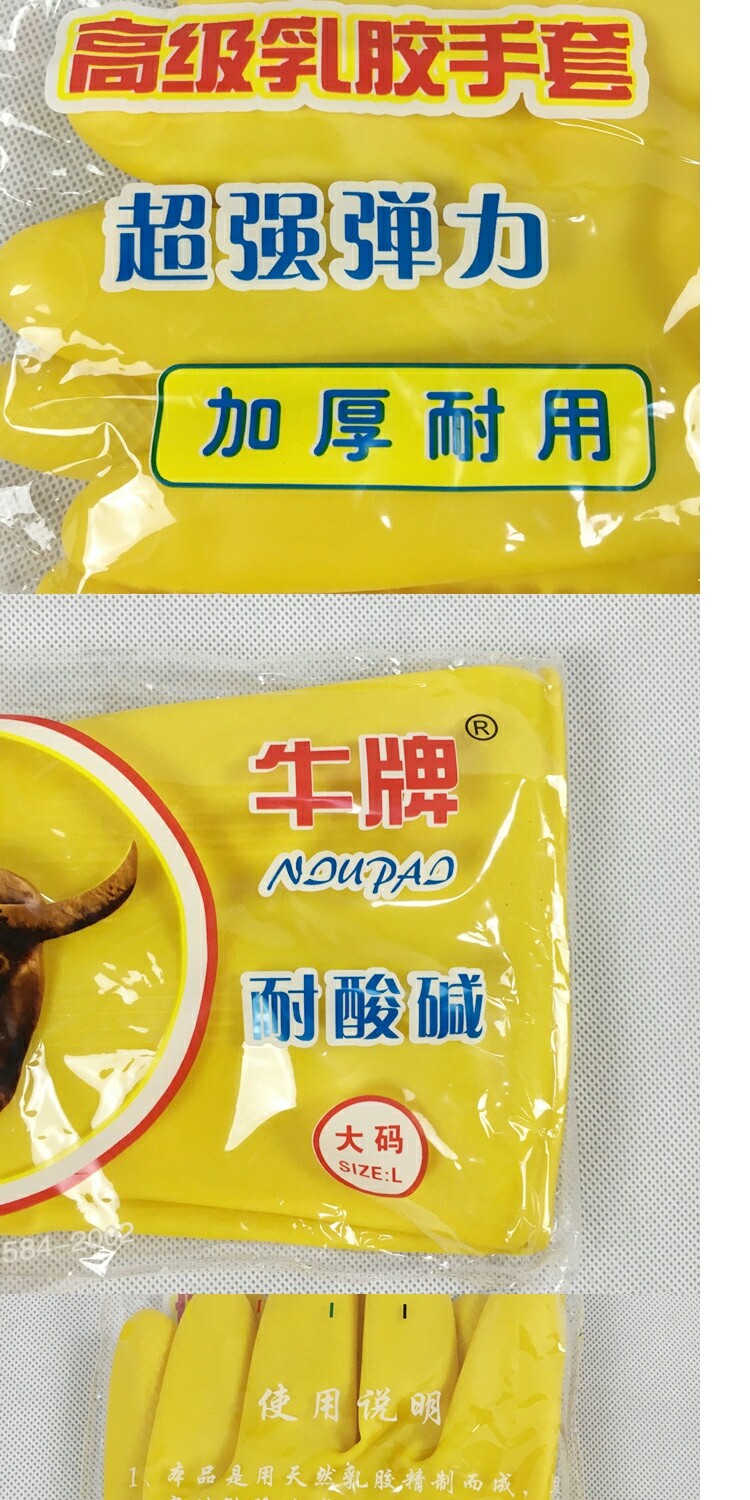 高级乳胶手套
超强弹力
加厚耐用
牛牌®
NIUPAI
耐酸碱
大码
SIZE:L
584-2002
使用说明
1、本品是用天然乳胶精制而成，